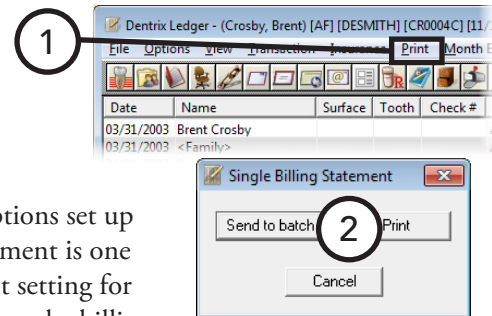 Dentrix Ledger - (Crosby, Brent) [AF] [DESMITH] [CR0004C] [11/
1
File Options View Transaction Insurance Print Month
Date Name Surface Tooth Check #
03/31/2003 Brent Crosby
03/31/2003 <Family>
Single Billing Statement
Send to batch Print
2
Cancel
ptions set up
ement is one
t setting for